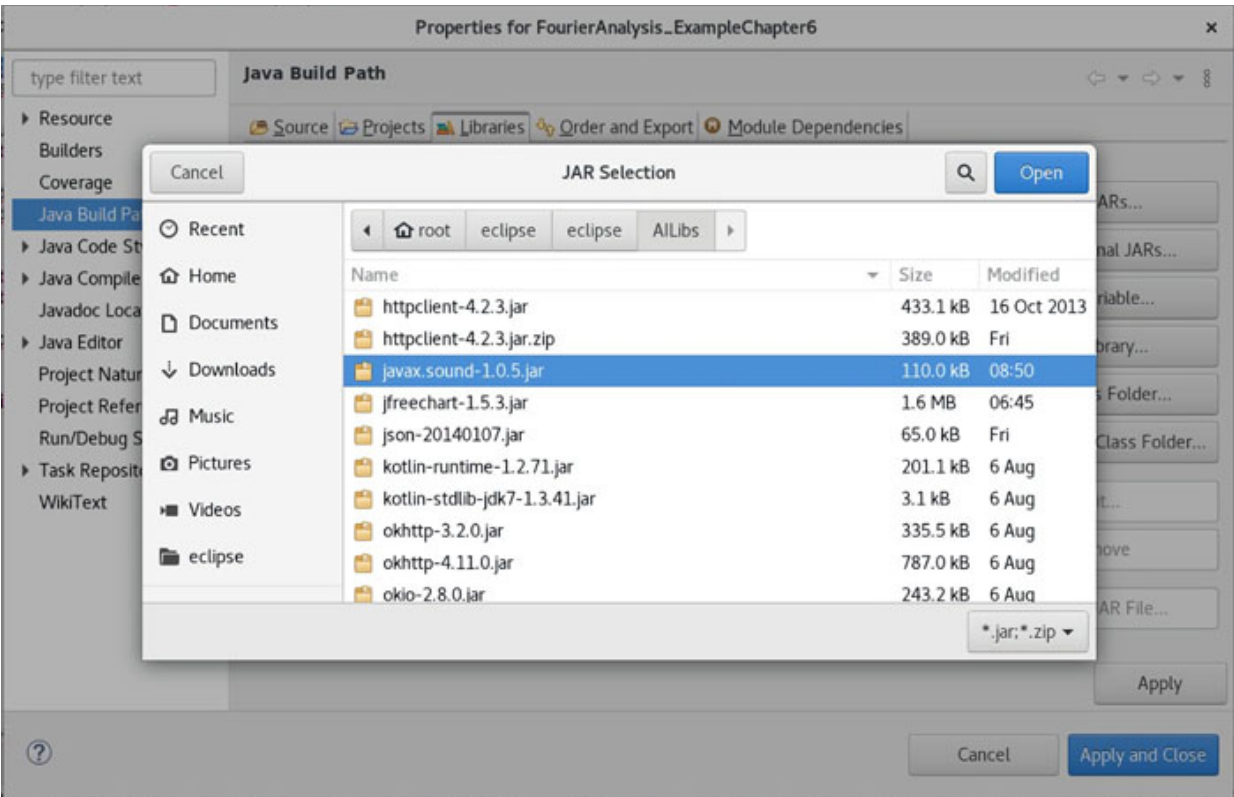 Properties for FourierAnalysis_ExampleChapter6
type filter text
Java Build Path
Resource
Builders
Coverage
Java Build Pa
Java Code St
Java Compile
Javadoc Loca
Java Editor
Project Natur
Project Refer
Run/Debug S
Task Reposit
WikiText
Source Projects Libraries Order and Export Module Dependencies
Cancel JAR Selection Open
Recent
Home
Documents
Downloads
Music
Pictures
Videos
eclipse
root eclipse eclipse AILibs
Name Size Modified
httpclient-4.2.3.jar 433.1 kB 16 Oct 2013
httpclient-4.2.3.jar.zip 389.0 kB Fri
javax.sound-1.0.5.jar 110.0 kB 08:50
jfreechart-1.5.3.jar 1.6 MB 06:45
json-20140107.jar 65.0 kB Fri
kotlin-runtime-1.2.71.jar 201.1 kB 6 Aug
kotlin-stdlib-jdk7-1.3.41.jar 3.1 kB 6 Aug
okhttp-3.2.0.jar 335.5 kB 6 Aug
okhttp-4.11.0.jar 787.0 kB 6 Aug
okio-2.8.0.jar 243.2 kB 6 Aug
*.jar;*.zip
ARs...
nal JARs...
riable...
brary...
Folder...
Class Folder...
t...
nove
AR File...
Apply
?
Cancel Apply and Close